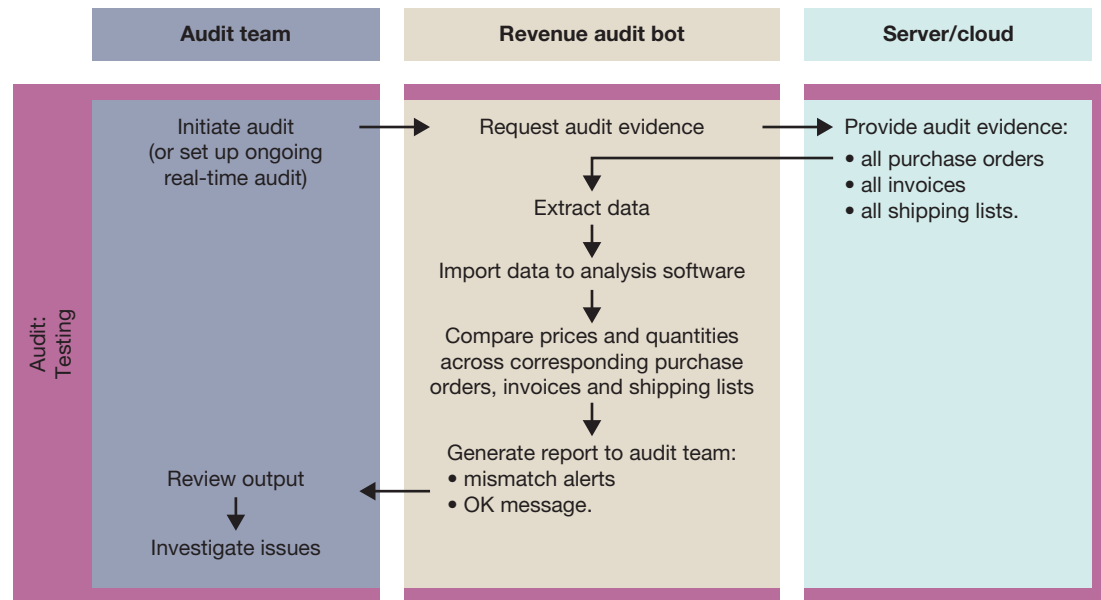 Audit team
Revenue audit bot
Server/cloud
Audit:
Testing
Initiate audit
(or set up ongoing
real-time audit)
Request audit evidence
Provide audit evidence:
• all purchase orders
• all invoices
• all shipping lists.
Extract data
Import data to analysis software
Compare prices and quantities
across corresponding purchase
orders, invoices and shipping lists
Generate report to audit team:
• mismatch alerts
• OK message.
Review output
Investigate issues